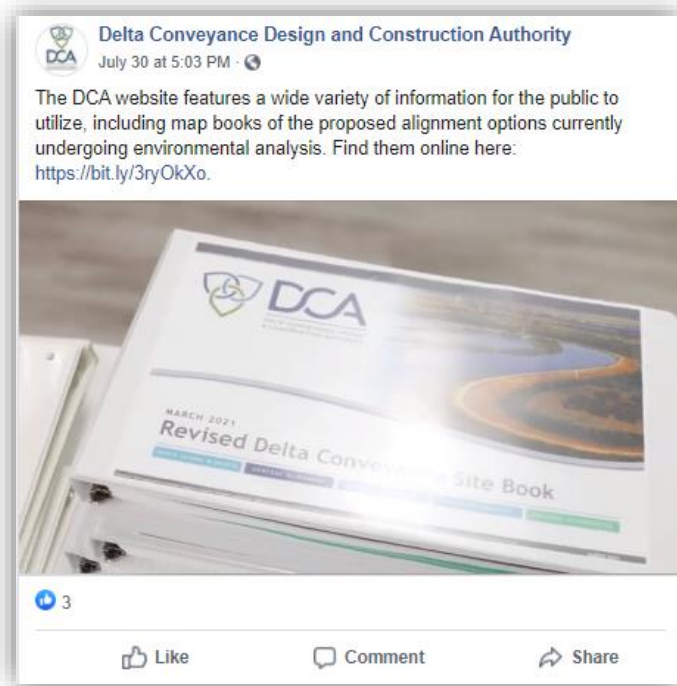 Delta Conveyance Design and Construction Authority
July 30 at 5:03 PM ·
The DCA website features a wide variety of information for the public to
utilize, including map books of the proposed alignment options currently
undergoing environmental analysis. Find them online here:
https://bit.ly/3ryOkXo.
DCA
MARCH 2021
Revised Delta Conveyance Site Book
3
Like
Comment
Share